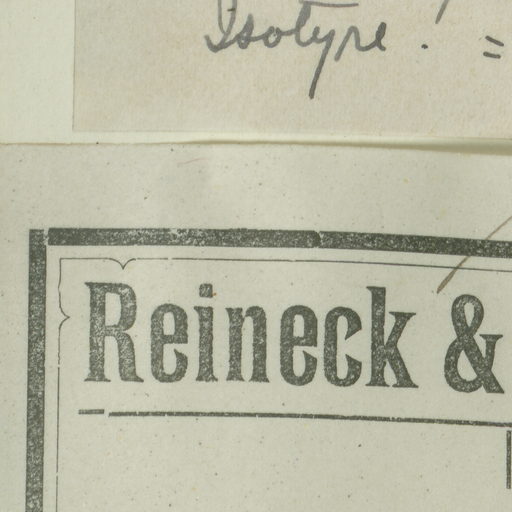 Isotype! =
Reineck &